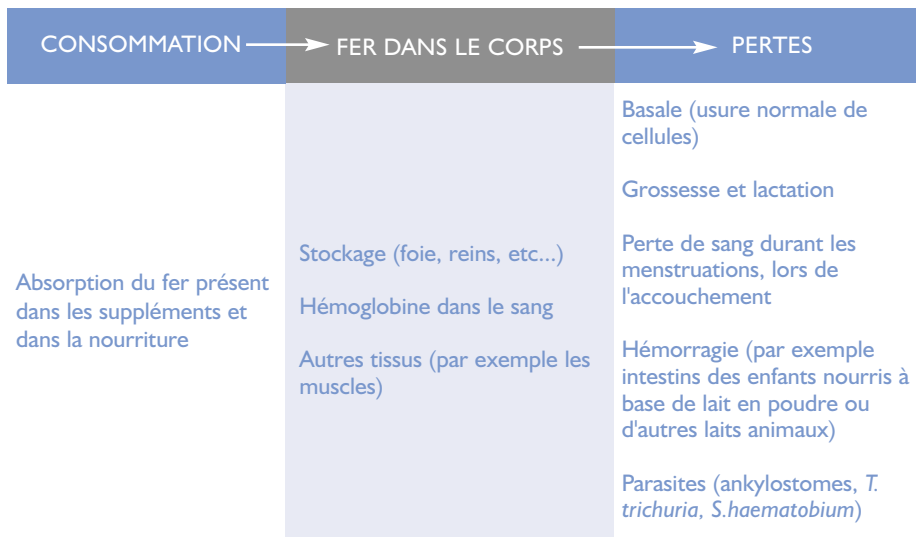 CONSOMMATION
FER DANS LE CORPS
PERTES
Absorption du fer présent
dans les suppléments et
dans la nourriture
Stockage (foie, reins, etc...)
Hémoglobine dans le sang
Autres tissus (par exemple les
muscles)
Basale (usure normale de
cellules)
Grossesse et lactation
Perte de sang durant les
menstruations, lors de
l'accouchement
Hémorragie (par exemple
intestins des enfants nourris à
base de lait en poudre ou
d'autres laits animaux)
Parasites (ankylostomes, T.
trichuria, S.haematobium)